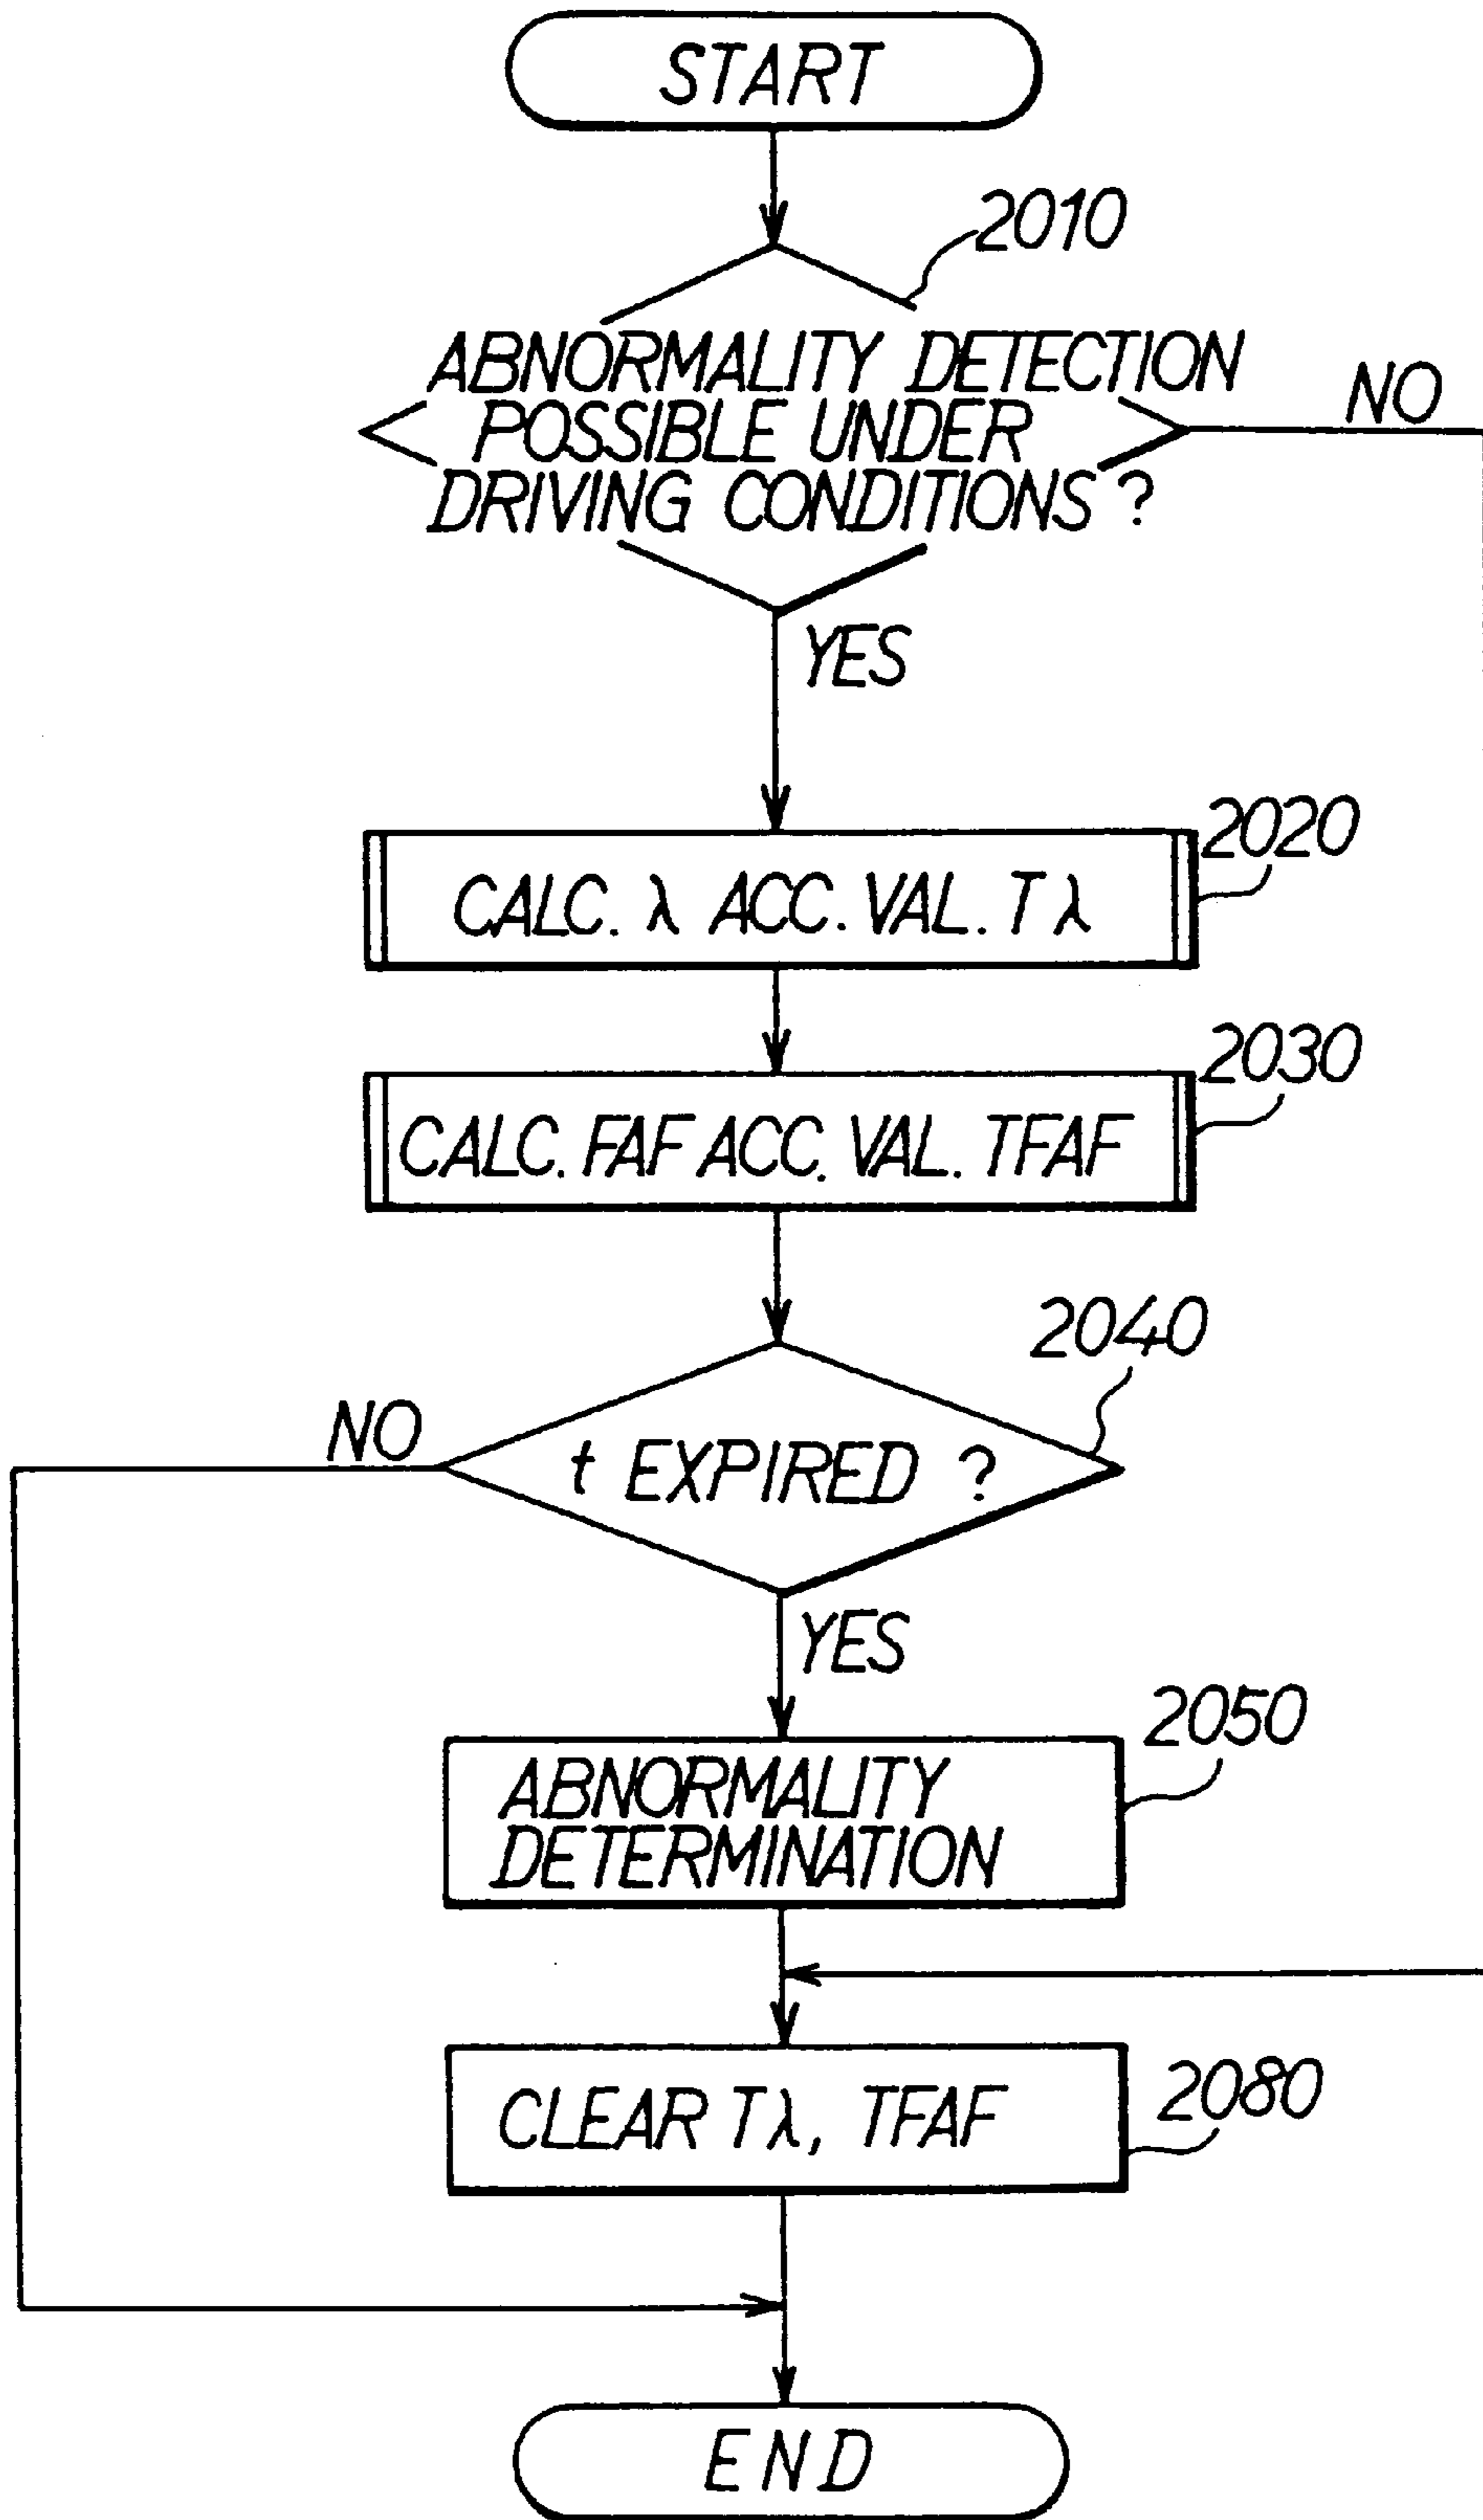 START
2010
ABNORMALITY DETECTION
POSSIBLE UNDER
DRIVING CONDITIONS ?
NO
YES
2020
CALC. λ ACC. VAL. T λ
2030
CALC. FAF ACC. VAL. TFAF
2040
NO
t EXPIRED ?
YES
2050
ABNORMALITY
DETERMINATION
2080
CLEAR Tλ, TFAF
END